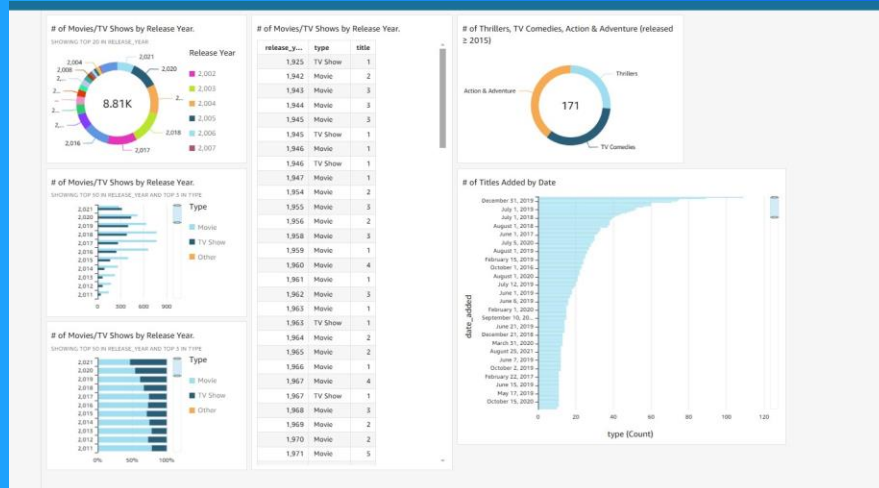 # of Movies/TV Shows by Release Year.
SHOWING TOP 20 IN RELEASE_YEAR
Release Year
2,021
2,020
2...
2,018
2,017
2,016
2,...
2...
...
2...
2...
2,008
2,004
8.81K
2,002
2,003
2,004
2,005
2,006
2,007
# of Movies/TV Shows by Release Year.
SHOWING TOP 50 IN RELEASE_YEAR AND TOP 3 IN TYPE
2,021
2,020
2,019
2,018
2,017
2,016
2,015
2,014
2,013
2,012
2,011
0 300 600 900
Type
Movie
TV Show
Other
# of Movies/TV Shows by Release Year.
SHOWING TOP 50 IN RELEASE_YEAR AND TOP 3 IN TYPE
2,021
2,020
2,019
2,018
2,017
2,016
2,015
2,014
2,013
2,012
2,011
0% 50% 100%
Type
Movie
TV Show
Other
# of Movies/TV Shows by Release Year.
release_y... type title
1,925 TV Show 1
1,942 Movie 2
1,943 Movie 3
1,944 Movie 3
1,945 Movie 3
1,945 TV Show 1
1,946 Movie 1
1,946 TV Show 1
1,947 Movie 1
1,954 Movie 2
1,955 Movie 3
1,956 Movie 2
1,958 Movie 3
1,959 Movie 1
1,960 Movie 4
1,961 Movie 1
1,962 Movie 3
1,963 Movie 1
1,963 TV Show 1
1,964 Movie 2
1,965 Movie 2
1,966 Movie 1
1,967 Movie 4
1,967 TV Show 1
1,968 Movie 3
1,969 Movie 2
1,970 Movie 2
1,971 Movie 5
# of Thrillers, TV Comedies, Action & Adventure (released
≥ 2015)
Thrillers
Action & Adventure
171
TV Comedies
# of Titles Added by Date
date_added
December 31, 2019
July 1, 2019
July 1, 2018
August 1, 2018
June 1, 2017
July 5, 2020
August 1, 2019
February 15, 2019
October 1, 2016
August 1, 2020
July 12, 2019
June 1, 2019
June 6, 2019
February 1, 2020
September 10, 20...
June 21, 2019
December 21, 2018
March 31, 2020
August 25, 2021
June 7, 2019
October 2, 2019
February 22, 2017
June 15, 2019
May 17, 2019
October 15, 2020
0 20 40 60 80 100 120
type (Count)